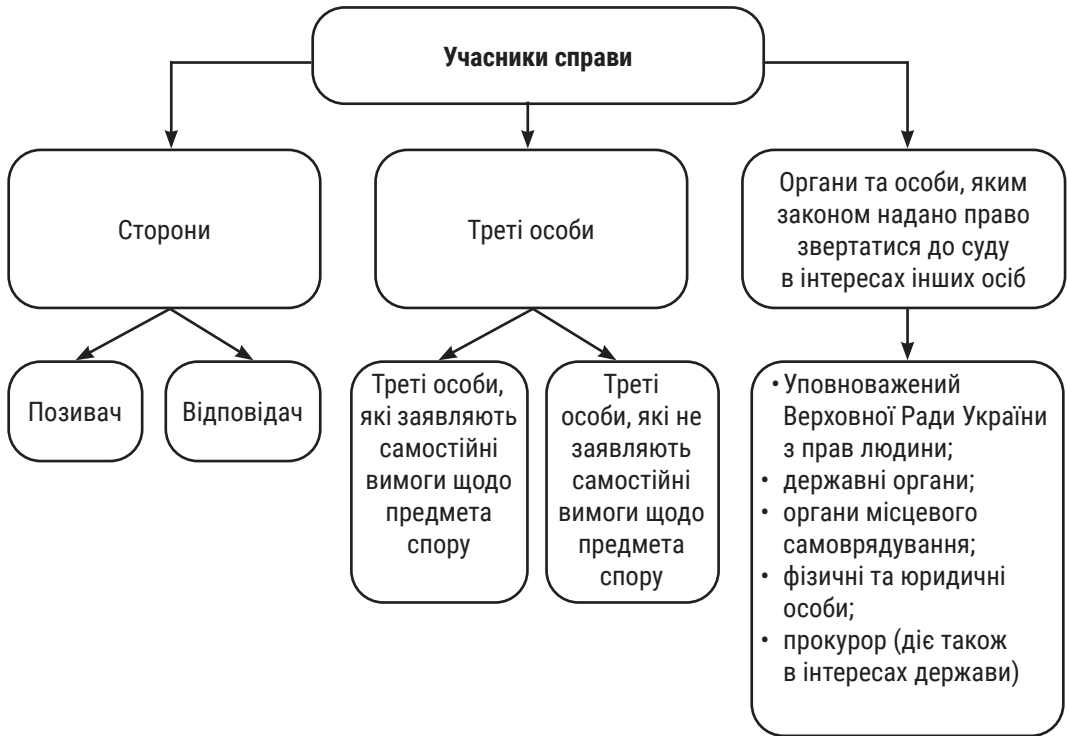 Учасники справи
Сторони
Треті особи
Органи та особи, яким
законом надано право
звертатися до суду
в інтересах інших осіб
Позивач
Відповідач
Треті особи,
які заявляють
самостійні
вимоги щодо
предмета
спору
Треті
особи, які не
заявляють
самостійні
вимоги щодо
предмета
спору
• Уповноважений
Верховної Ради України
з прав людини;
• державні органи;
• органи місцевого
самоврядування;
• фізичні та юридичні
особи;
• прокурор (діє також
в інтересах держави)